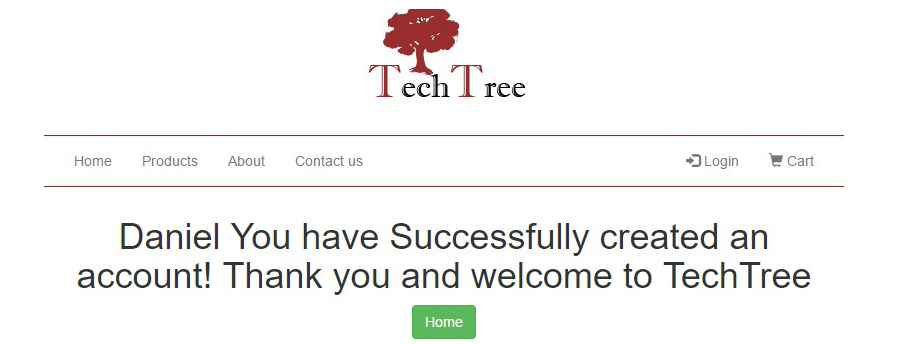 TechTree
Home Products About Contact us Login Cart
Daniel You have Successfully created an
account! Thank you and welcome to TechTree
Home